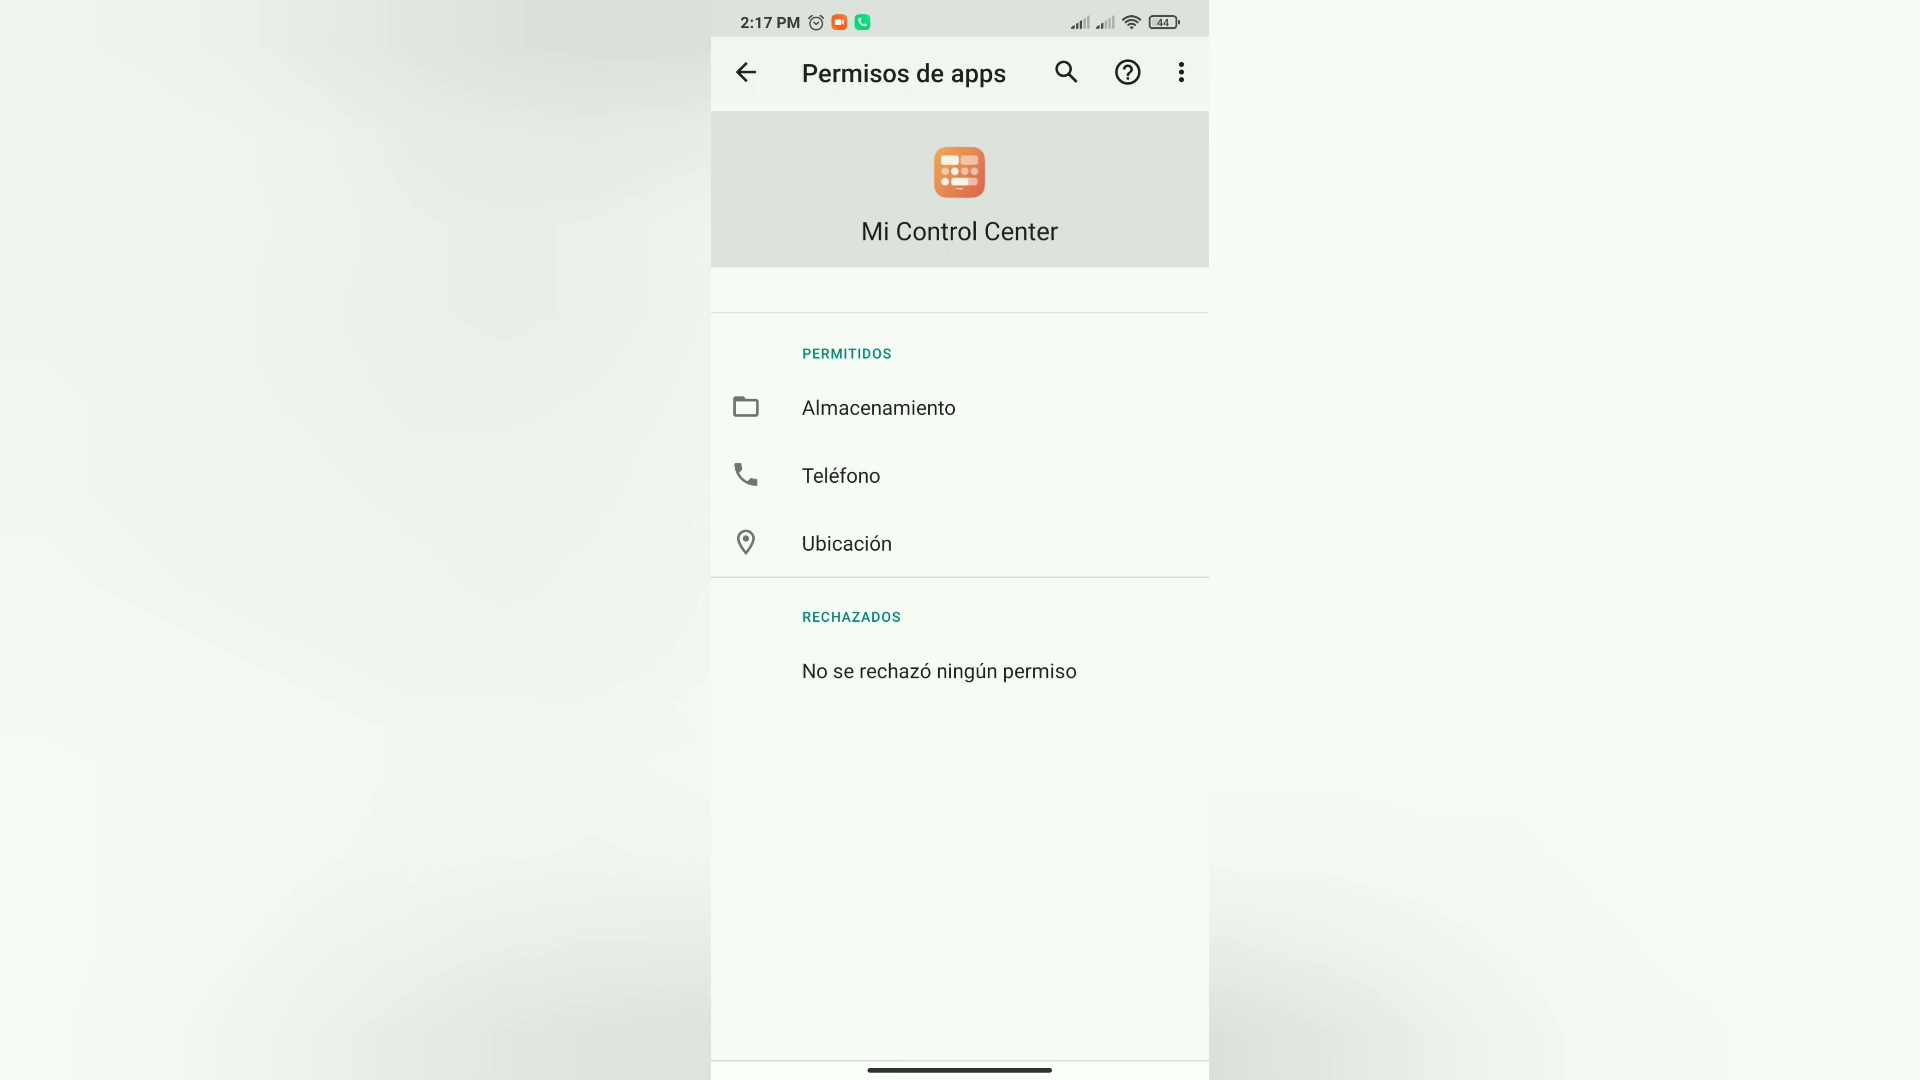 2:17 PM
44
Permisos de apps
Mi Control Center
PERMITIDOS
Almacenamiento
Teléfono
Ubicación
RECHAZADOS
No se rechazó ningún permiso